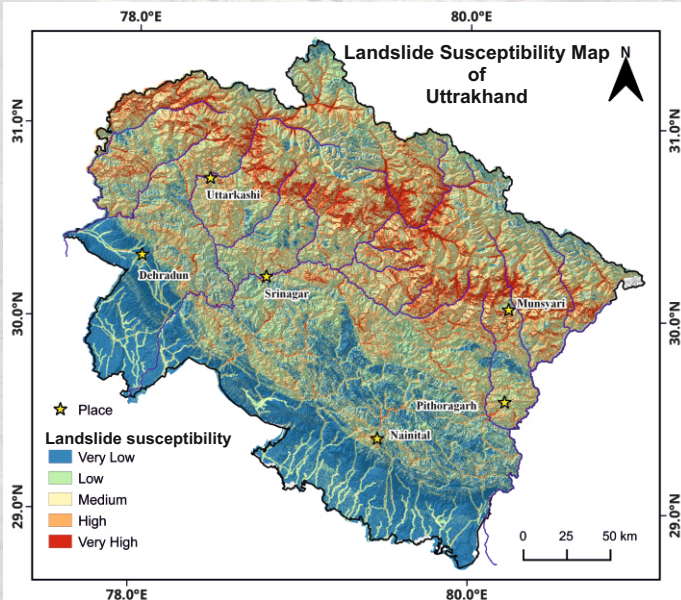 78.0°E
80.0°E
Landslide Susceptibility Map
of
Uttrakhand
N
31.0°N
31.0°N
Uttarkashi
Dehradun
Srinagar
30.0°N
Munsyari
30.0°N
Place
Pithoragarh
Nainital
Landslide susceptibility
Very Low
Low
Medium
High
Very High
29.0°N
29.0°N
0 25 50 km
78.0°E
80.0°E